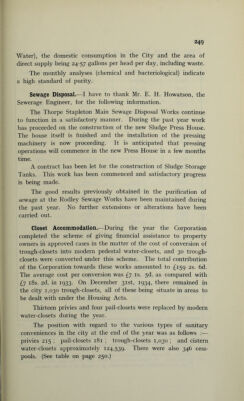 249
Water), the domestic consumption in the City and the area of
direct supply being 24·57 gallons per head per day, including waste.
The monthly analyses (chemical and bacteriological) indicate
a high standard of purity.
Sewage Disposal.—I have to thank Mr. E. H. Howatson, the
Sewerage Engineer, for the following information.
The Thorpe Stapleton Main Sewage Disposal Works continue
to function in a satisfactory manner. During the past year work
has proceeded on the construction of the new Sludge Press House.
The house itself is finished and the installation of the pressing
machinery is now proceeding. It is anticipated that pressing
operations will commence in the new Press House in a few months
time.
A contract has been let for the construction of Sludge Storage
Tanks. This work has been commenced and satisfactory progress
is being made.
The good results previously obtained in the purification of
sewage at the Rodley Sewage Works have been maintained during
the past year. No further extensions or alterations have been
carried out.
Closet Accommodation.—During the year the Corporation
completed the scheme of giving financial assistance to property
owners in approved cases in the matter of the cost of conversion of
trough-closets into modern pedestal water-closets, and 30 trough-
closets were converted under this scheme. The total contribution
of the Corporation towards these works amounted to £159 2s. 6d.
The average cost per conversion was £7 1s. 5d. as compared with
£7 18s. 2d. in 1933. On December 31st, 1934, there remained in
the city 1,030 trough-closets, all of these being situate in areas to
be dealt with under the Housing Acts.
Thirteen privies and four pail-closets were replaced by modern
water-closets during the year.
The position with regard to the various types of sanitary
conveniences in the city at the end of the year was as follows :—
privies 215 ; pail-closets 281 ; trough-closets 1,030 ; and cistern
water-closets approximately 124,539. There were also 346 cess-
pools. (See table on page 250.)